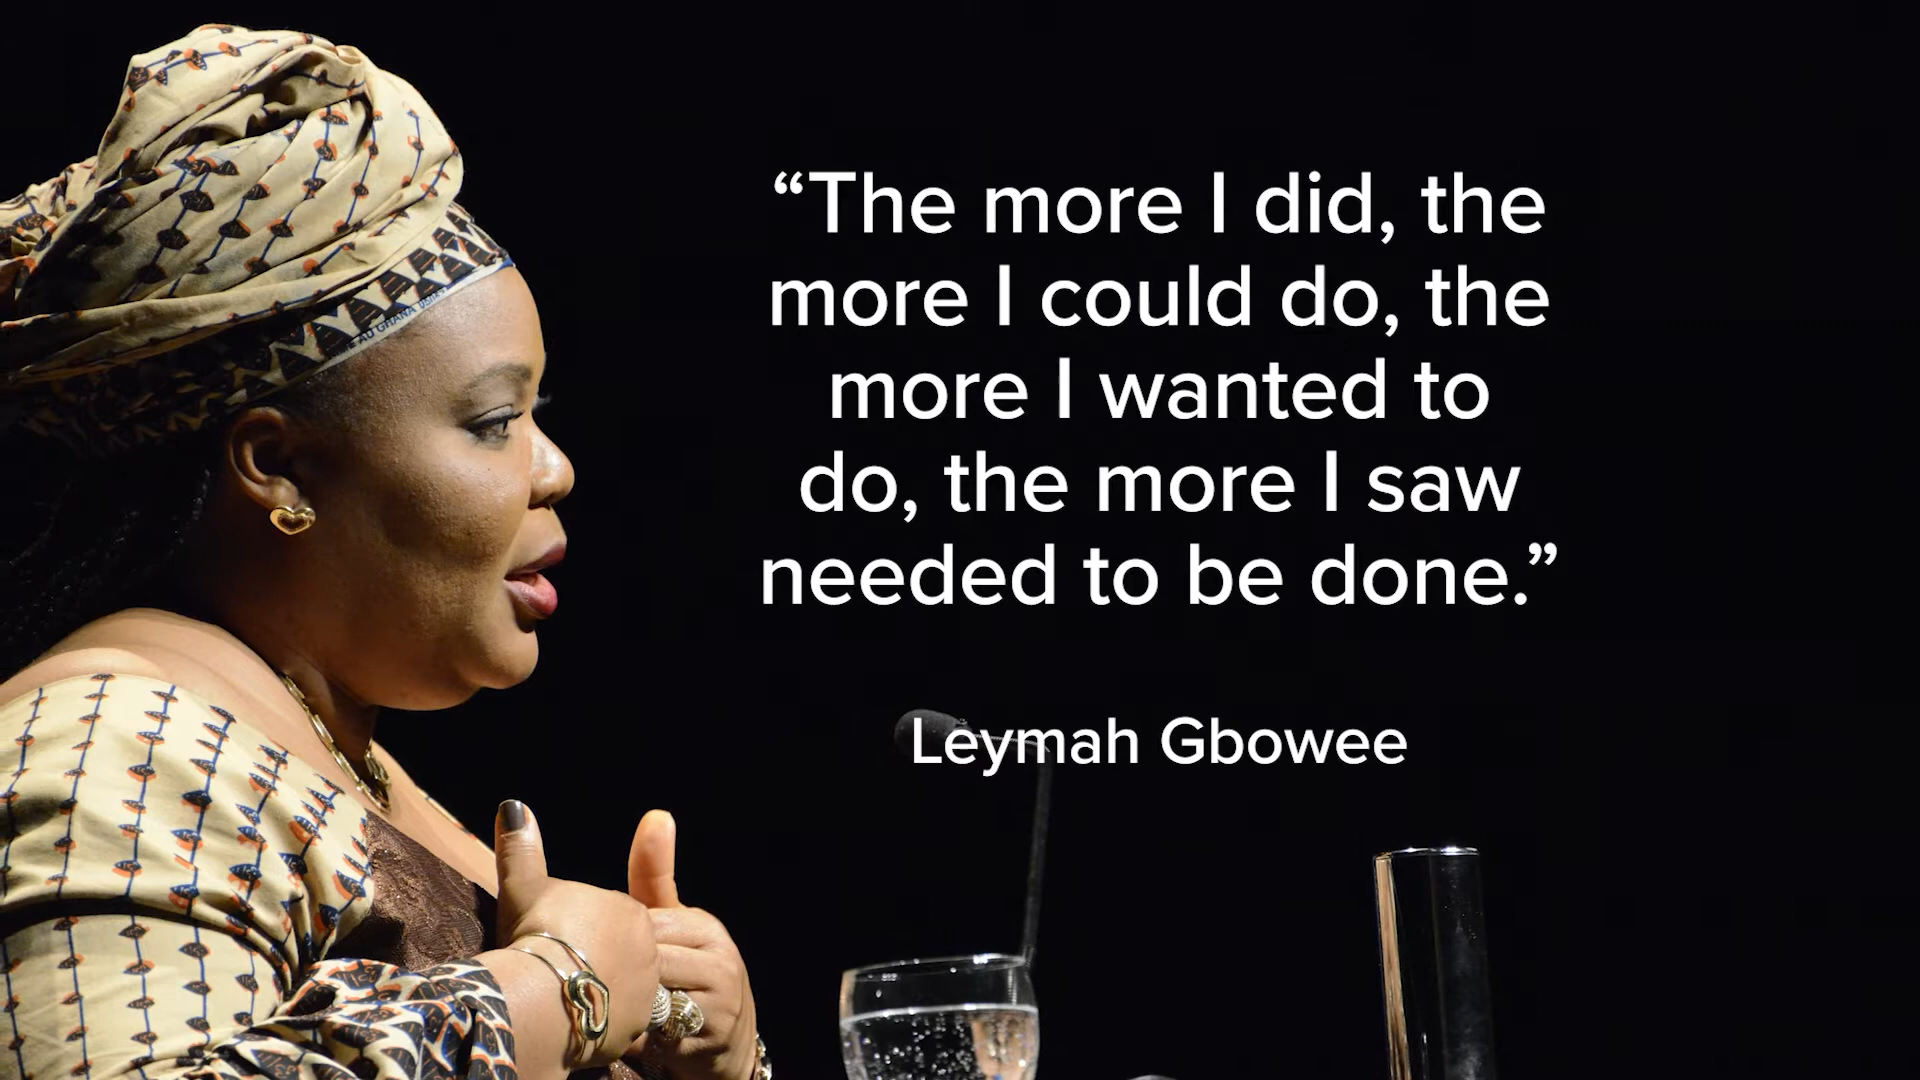 “The more I did, the
more I could do, the
more I wanted to
do, the more I saw
needed to be done.”
Leymah Gbowee